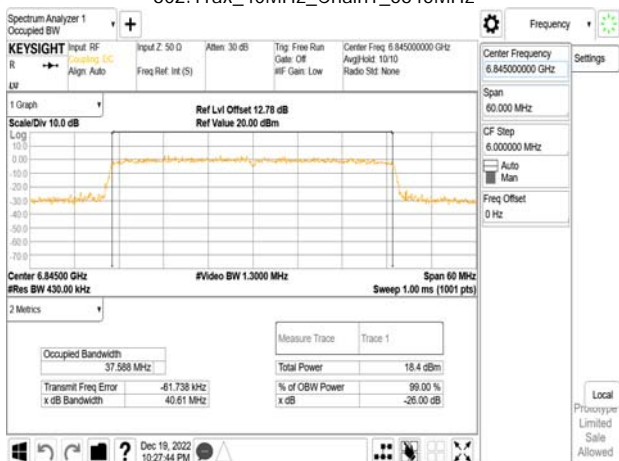 802.11ax_40MHz_Chain1_6845MHz
Spectrum Analyzer 1
Occupied BW
Frequency
KEYSIGHT
R
LVI
Input: RF
Coupling: DC
Align: Auto
Input Z: 50 Ω
Freq Ref: Int (S)
Atten: 30 dB
Trig: Free Run
Gate: Off
#IF Gain: Low
Center Freq: 6.845000000 GHz
Avg|Hold: 10/10
Radio Std: None
Center Frequency
6.845000000 GHz
Settings
Span
60.000 MHz
CF Step
6.000000 MHz
Auto
Man
Freq Offset
0 Hz
1 Graph
Scale/Div 10.0 dB
Ref Lvl Offset 12.78 dB
Ref Value 20.00 dBm
Log
10.0
0.00
-10.0
-20.0
-30.0
-40.0
-50.0
-60.0
-70.0
Center 6.84500 GHz
#Res BW 430.00 kHz
#Video BW 1.3000 MHz
Span 60 MHz
Sweep 1.00 ms (1001 pts)
2 Metrics
Measure Trace Trace 1
Occupied Bandwidth
37.588 MHz
Total Power 18.4 dBm
Transmit Freq Error -61.738 kHz
% of OBW Power 99.00 %
x dB Bandwidth 40.61 MHz
x dB -26.00 dB
Local
Prototype
Limited
Sale
Allowed
?
Dec 19, 2022
10:27:44 PM